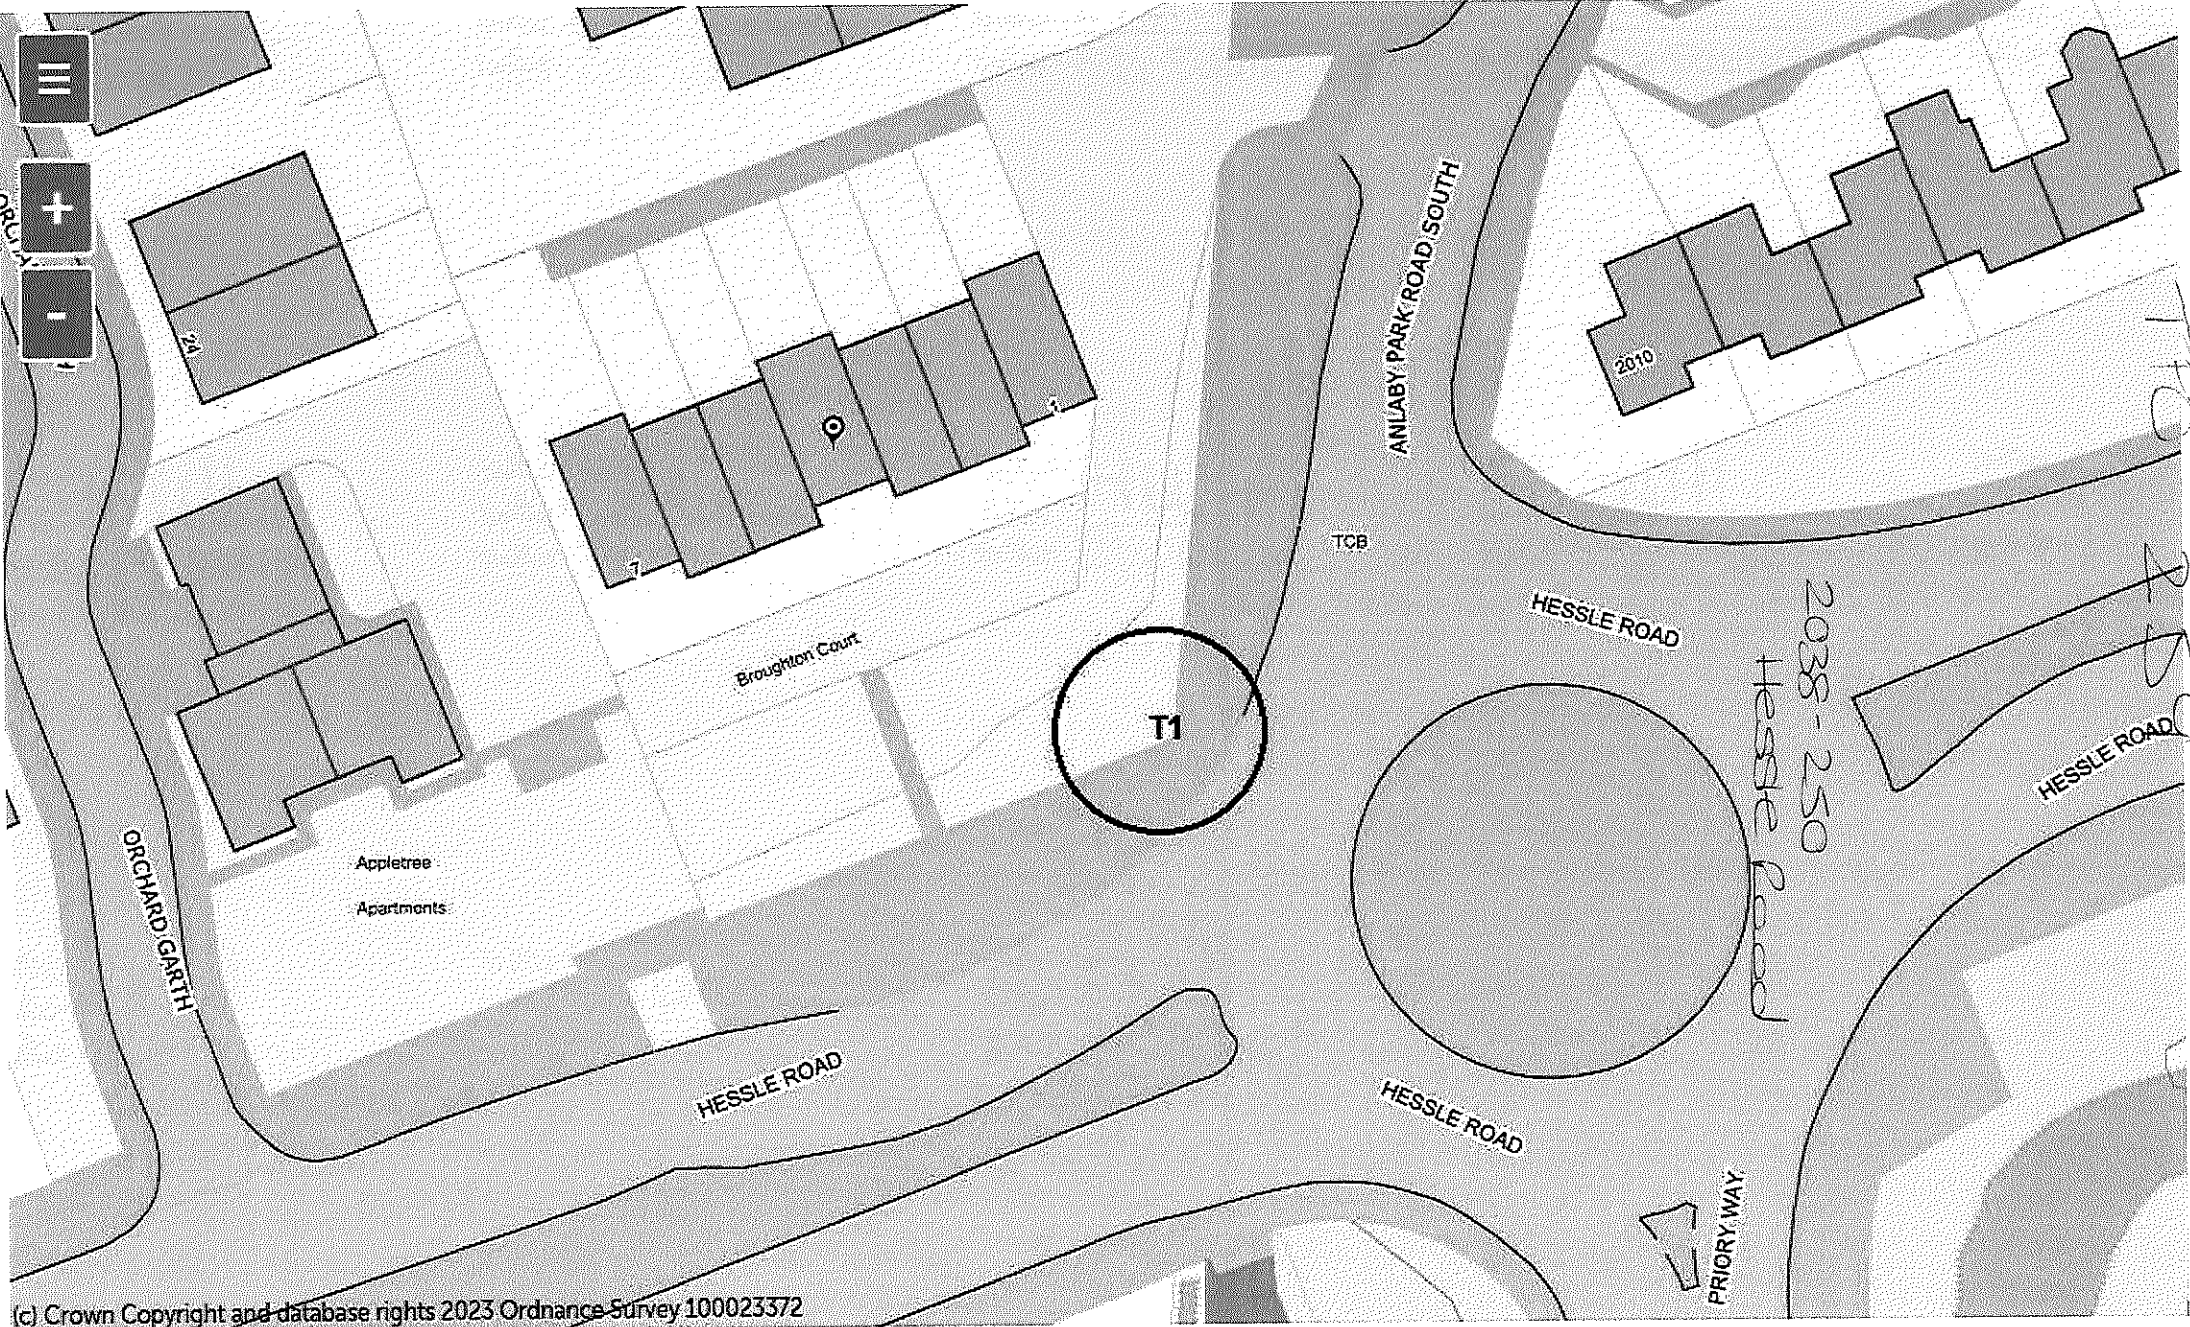 +
-
24
2010
1
7
ANLABY PARK ROAD SOUTH
TCB
HESSLE ROAD
2038-250
Hessle Road
Broughton Court
T1
HESSLE ROAD
ORCHARD GARTH
Appletree
Apartments
HESSLE ROAD
HESSLE ROAD
PRIORY WAY
(c) Crown Copyright and database rights 2023 Ordnance Survey 100023372